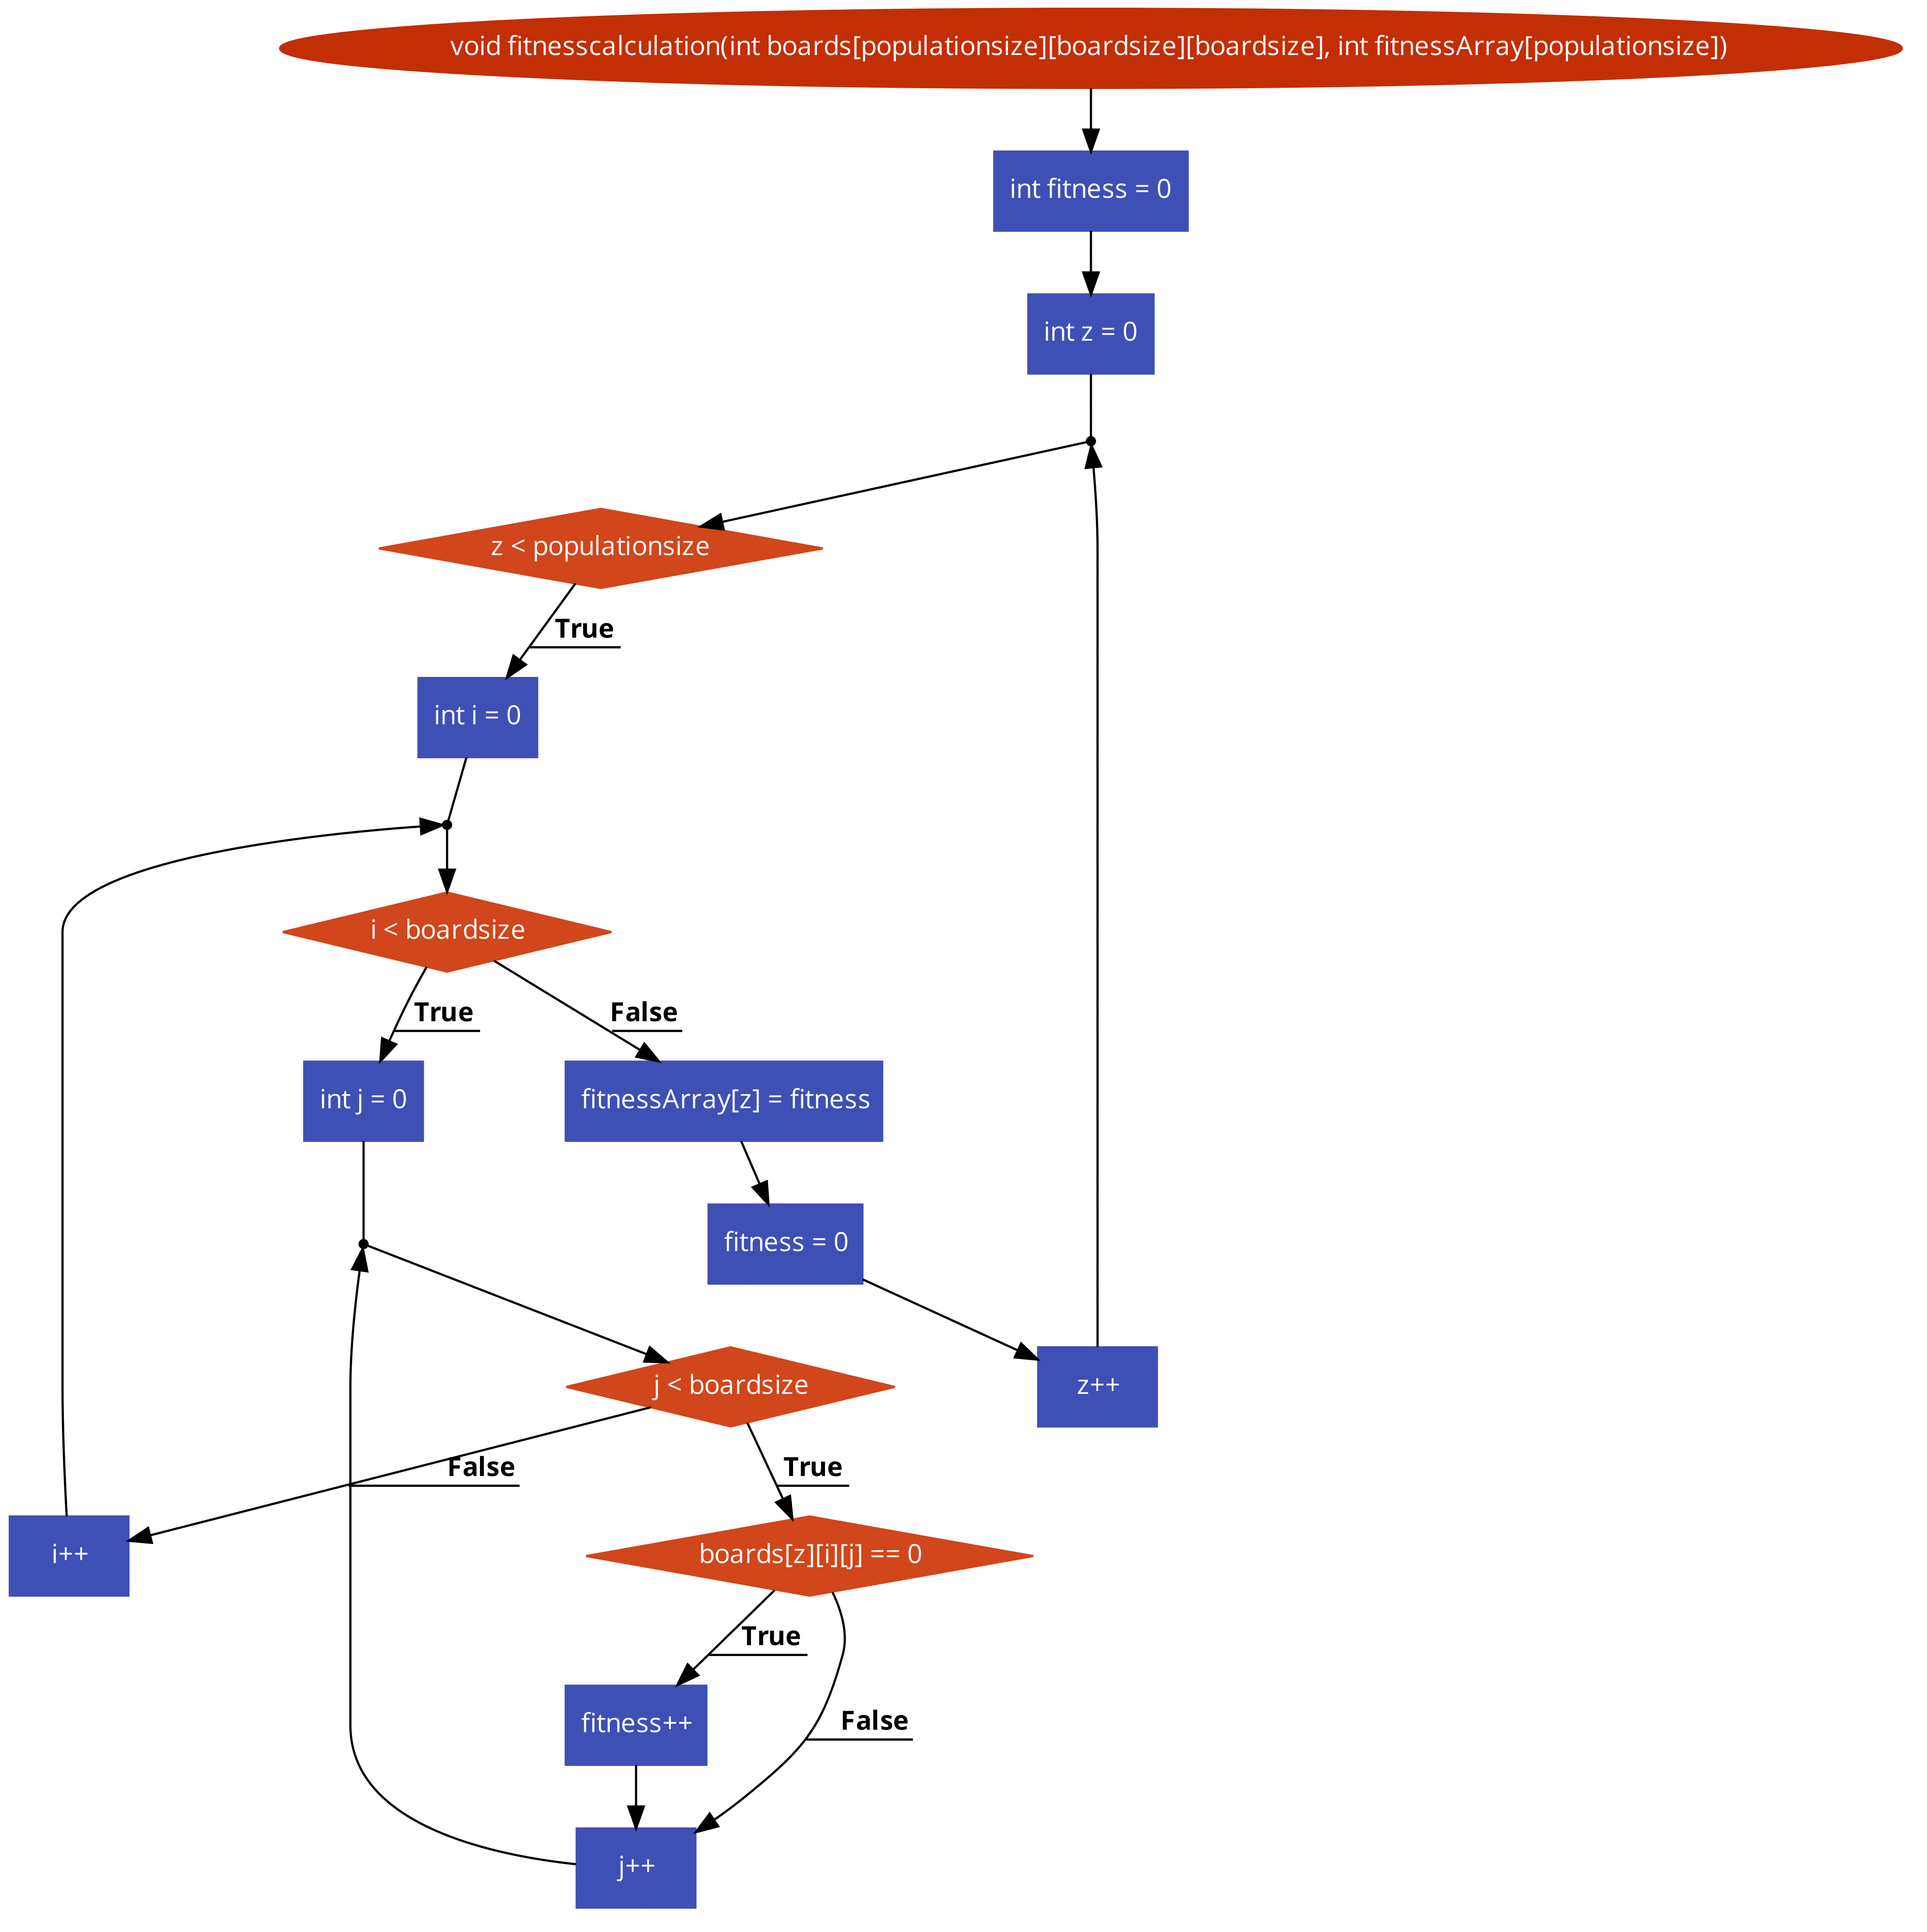 void fitnesscalculation(int boards[populationsize][boardsize][boardsize], int fitnessArray[populationsize])
int fitness = 0
int z = 0
z < populationsize
True
int i = 0
i < boardsize
True
False
int j = 0
fitnessArray[z] = fitness
fitness = 0
j < boardsize
z++
False
True
i++
boards[z][i][j] == 0
True
False
fitness++
j++